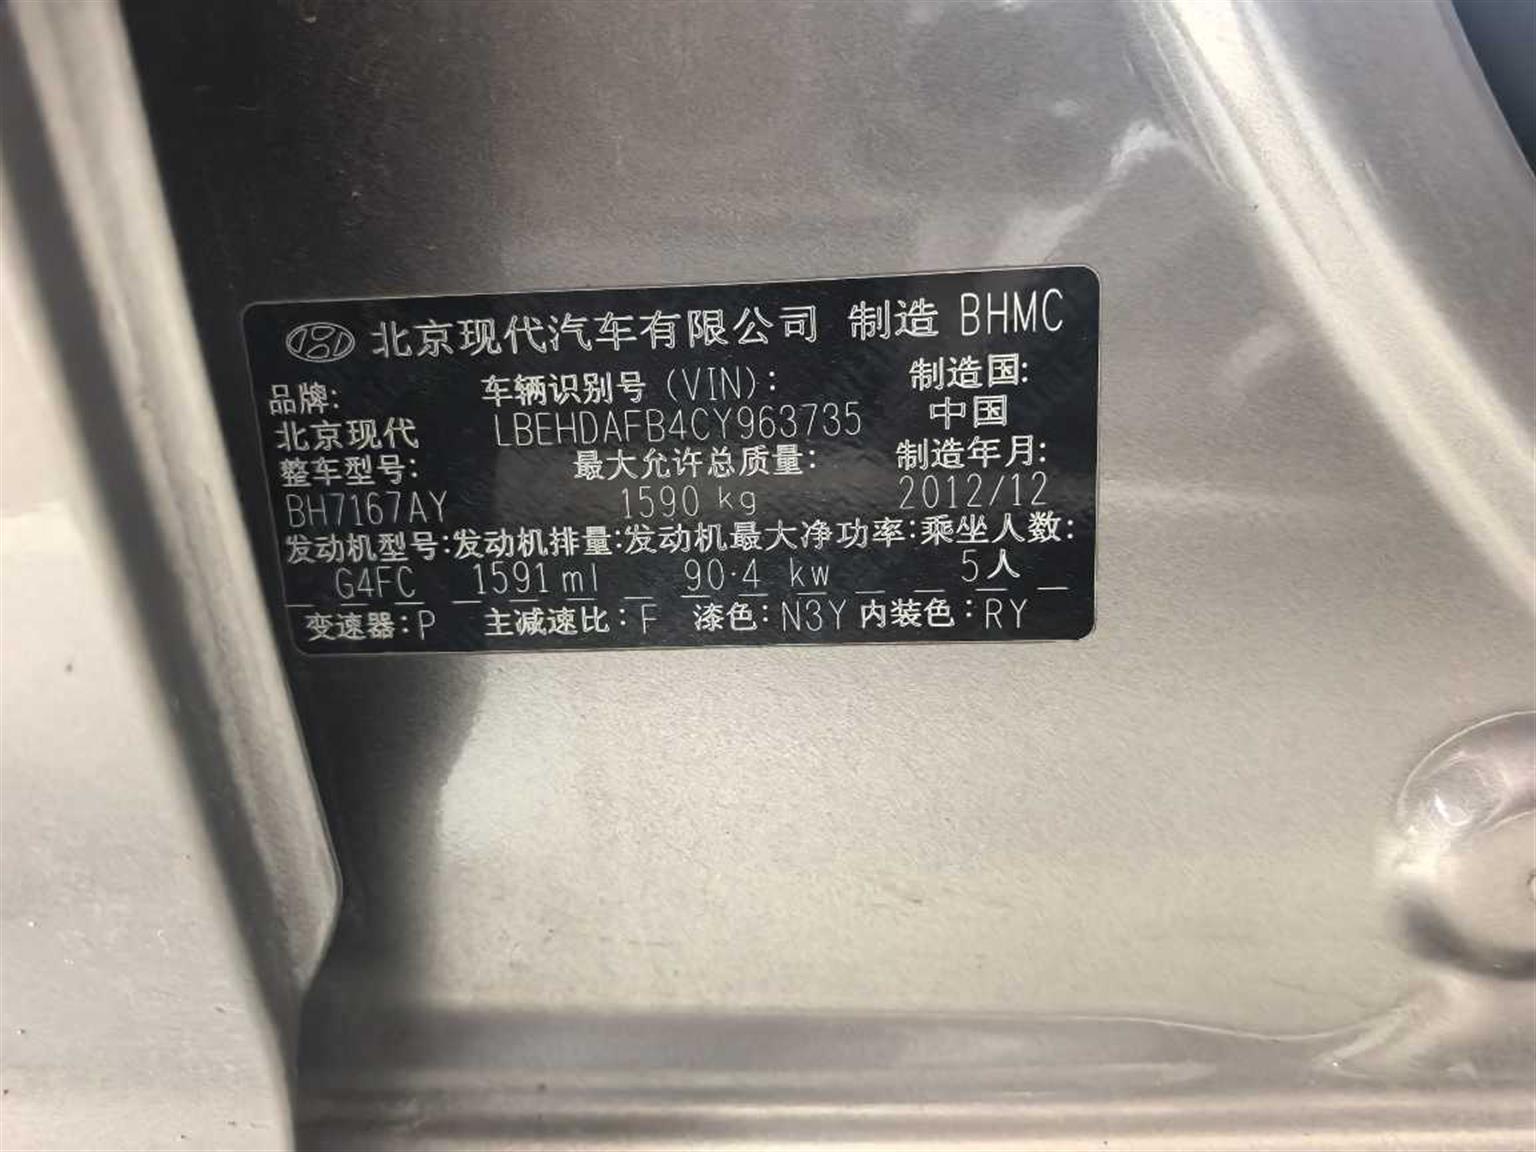 北京现代汽车有限公司 制造 BHMC
品牌: 车辆识别号 (VIN): 制造国:
北京现代 LBEHDAFB4CY963735 中国
整车型号: 最大允许总质量: 制造年月:
BH7167AY 1590 kg 2012/12
发动机型号: 发动机排量: 发动机最大净功率: 乘坐人数:
G4FC 1591 ml 90.4 kw 5人
变速器: P 主减速比: F 漆色: N3Y 内装色: RY